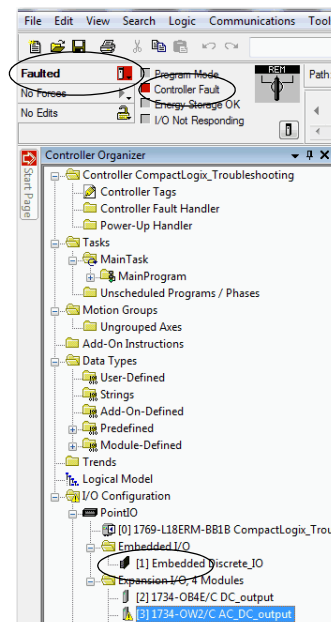 File Edit View Search Logic Communications Tool
Faulted
Program Mode
REM
Path:
No Forces
Controller Fault
Energy Storage OK
No Edits
I/O Not Responding
Start Page
Controller Organizer
Controller CompactLogix_Troubleshooting
Controller Tags
Controller Fault Handler
Power-Up Handler
Tasks
MainTask
MainProgram
Unscheduled Programs / Phases
Motion Groups
Ungrouped Axes
Add-On Instructions
Data Types
User-Defined
Strings
Add-On-Defined
Predefined
Module-Defined
Trends
Logical Model
I/O Configuration
PointIO
[0] 1769-L18ERM-BB1B CompactLogix_Trou
Embedded I/O
[1] Embedded Discrete_IO
Expansion I/O, 4 Modules
[2] 1734-OB4E/C DC_output
[3] 1734-OW2/C AC_DC_output